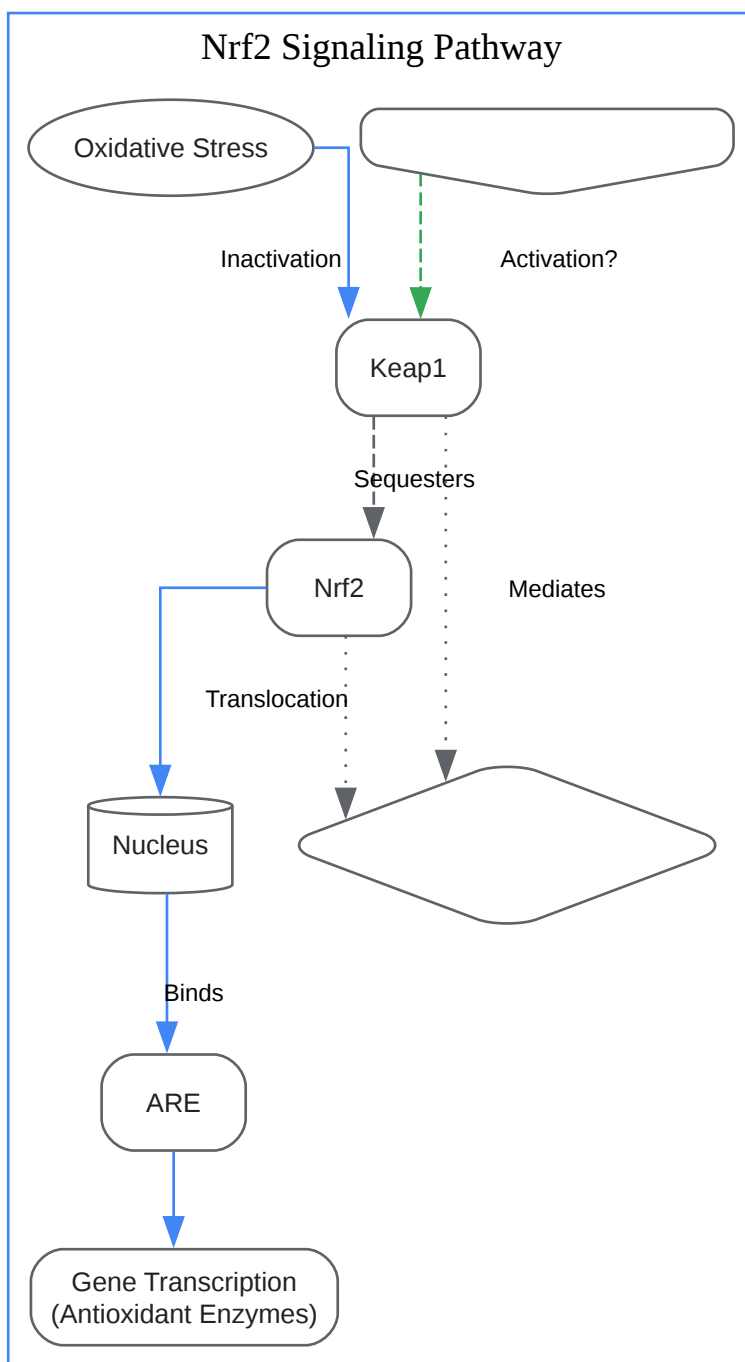 Nrf2 Signaling Pathway
Oxidative Stress
Inactivation
Activation?
Keap1
Sequesters
Nrf2
Mediates
Translocation
Nucleus
Binds
ARE
Gene Transcription
(Antioxidant Enzymes)